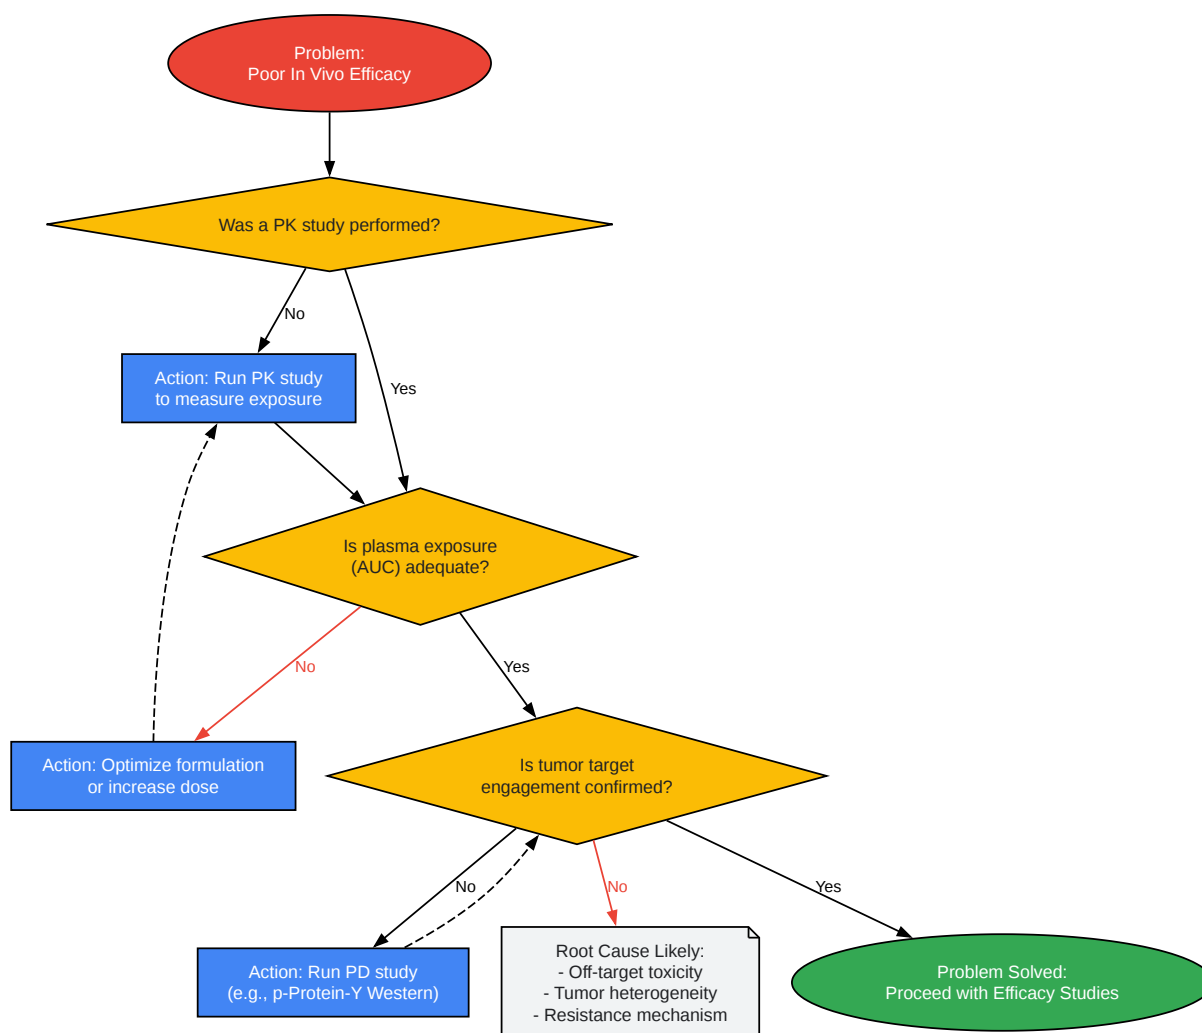 Problem:
Poor In Vivo Efficacy
Was a PK study performed?
No
Action: Run PK study
to measure exposure
Yes
Is plasma exposure
(AUC) adequate?
No
Yes
Action: Optimize formulation
or increase dose
Is tumor target
engagement confirmed?
No
No
Yes
Action: Run PD study
(e.g., p-Protein-Y Western)
Root Cause Likely:
- Off-target toxicity
- Tumor heterogeneity
- Resistance mechanism
Problem Solved:
Proceed with Efficacy Studies